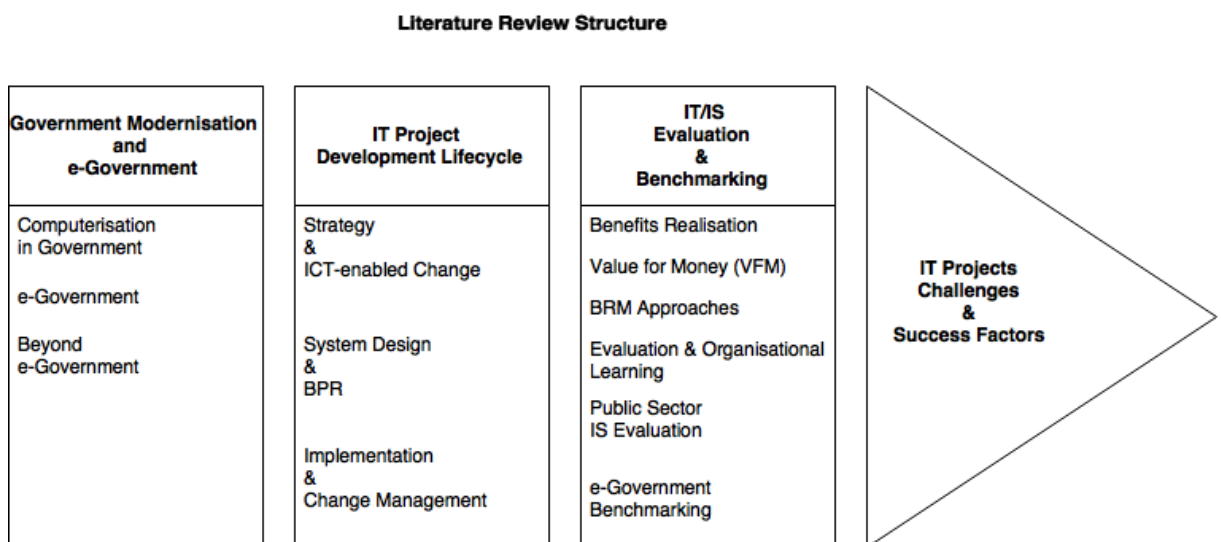 Literature Review Structure
Government Modernisation
and
e-Government
Computerisation
in Government
e-Government
Beyond
e-Government
IT Project
Development Lifecycle
Strategy
&
ICT-enabled Change
System Design
&
BPR
Implementation
&
Change Management
IT/IS
Evaluation
&
Benchmarking
Benefits Realisation
Value for Money (VFM)
BRM Approaches
Evaluation & Organisational
Learning
Public Sector
IS Evaluation
e-Government
Benchmarking
IT Projects
Challenges
&
Success Factors